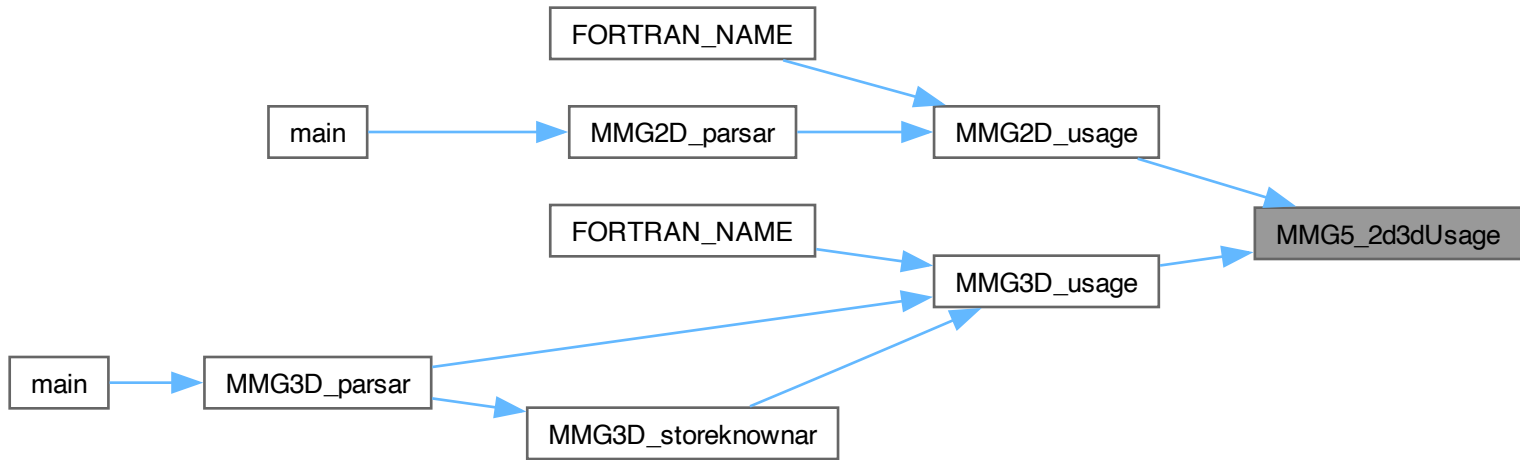 FORTRAN_NAME
main
MMG2D_parsar
MMG2D_usage
MMG5_2d3dUsage
FORTRAN_NAME
MMG3D_usage
main
MMG3D_parsar
MMG3D_storeknownar